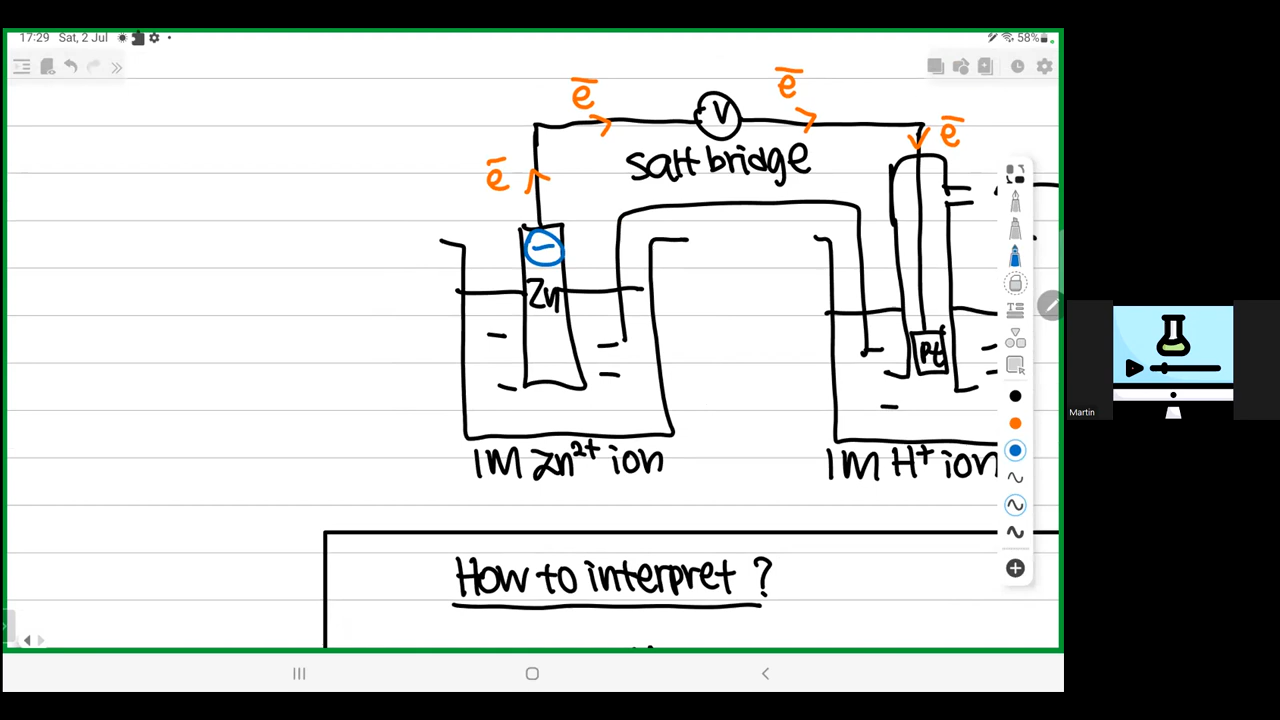 17:29 Sat, 2 Jul
58%
e
e
V
e
salt bridge
e
Zn
Pt
1M Zn²⁺ ion
1M H⁺ ion
How to interpret ?
Martin